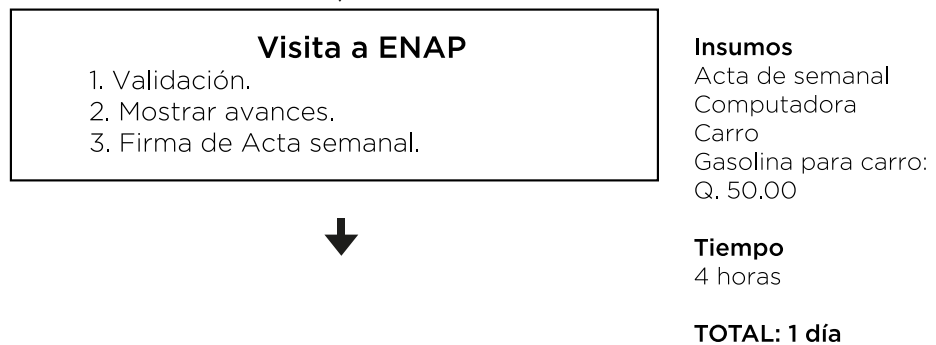 Visita a ENAP
1. Validación.
2. Mostrar avances.
3. Firma de Acta semanal.
Insumos
Acta de semanal
Computadora
Carro
Gasolina para carro:
Q. 50.00
Tiempo
4 horas
TOTAL: 1 día